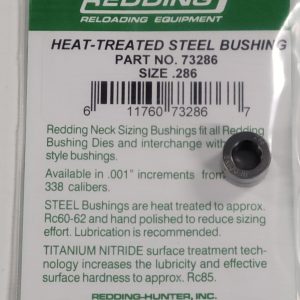 REDDING
RELOADING EQUIPMENT
HEAT-TREATED STEEL BUSHING
PART NO. 73286
SIZE .286
6 11760 73286 7
Redding Neck Sizing Bushings fit all Redding
Bushing Dies and interchange with
style bushings.
Available in .001" increments from
338 calibers.
STEEL Bushings are heat treated to approx.
Rc60-62 and hand polished to reduce sizing
effort. Lubrication is recommended.
TITANIUM NITRIDE surface treatment tech-
nology increases the lubricity and effective
surface hardness to approx. Rc85.
REDDING-HUNTER, INC.